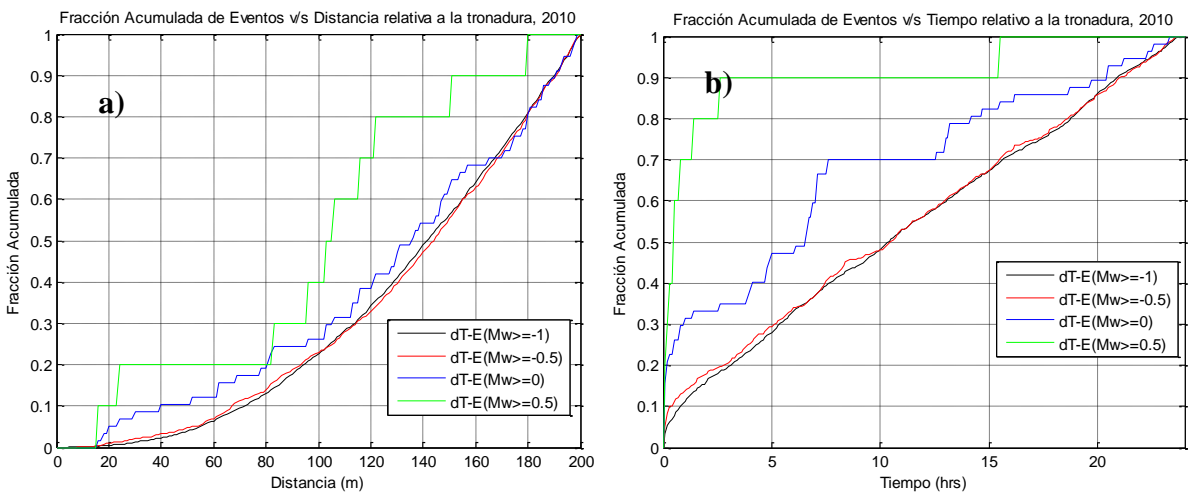 Fracción Acumulada de Eventos v/s Distancia relativa a la tronadura, 2010
a)
Fracción Acumulada
1
0.9
0.8
0.7
0.6
0.5
0.4
0.3
0.2
0.1
0
0 20 40 60 80 100 120 140 160 180 200
Distancia (m)
dT-E(Mw>=-1)
dT-E(Mw>=-0.5)
dT-E(Mw>=0)
dT-E(Mw>=0.5)
Fracción Acumulada de Eventos v/s Tiempo relativo a la tronadura, 2010
b)
Fracción Acumulada
1
0.9
0.8
0.7
0.6
0.5
0.4
0.3
0.2
0.1
0
0 5 10 15 20
Tiempo (hrs)
dT-E(Mw>=-1)
dT-E(Mw>=-0.5)
dT-E(Mw>=0)
dT-E(Mw>=0.5)